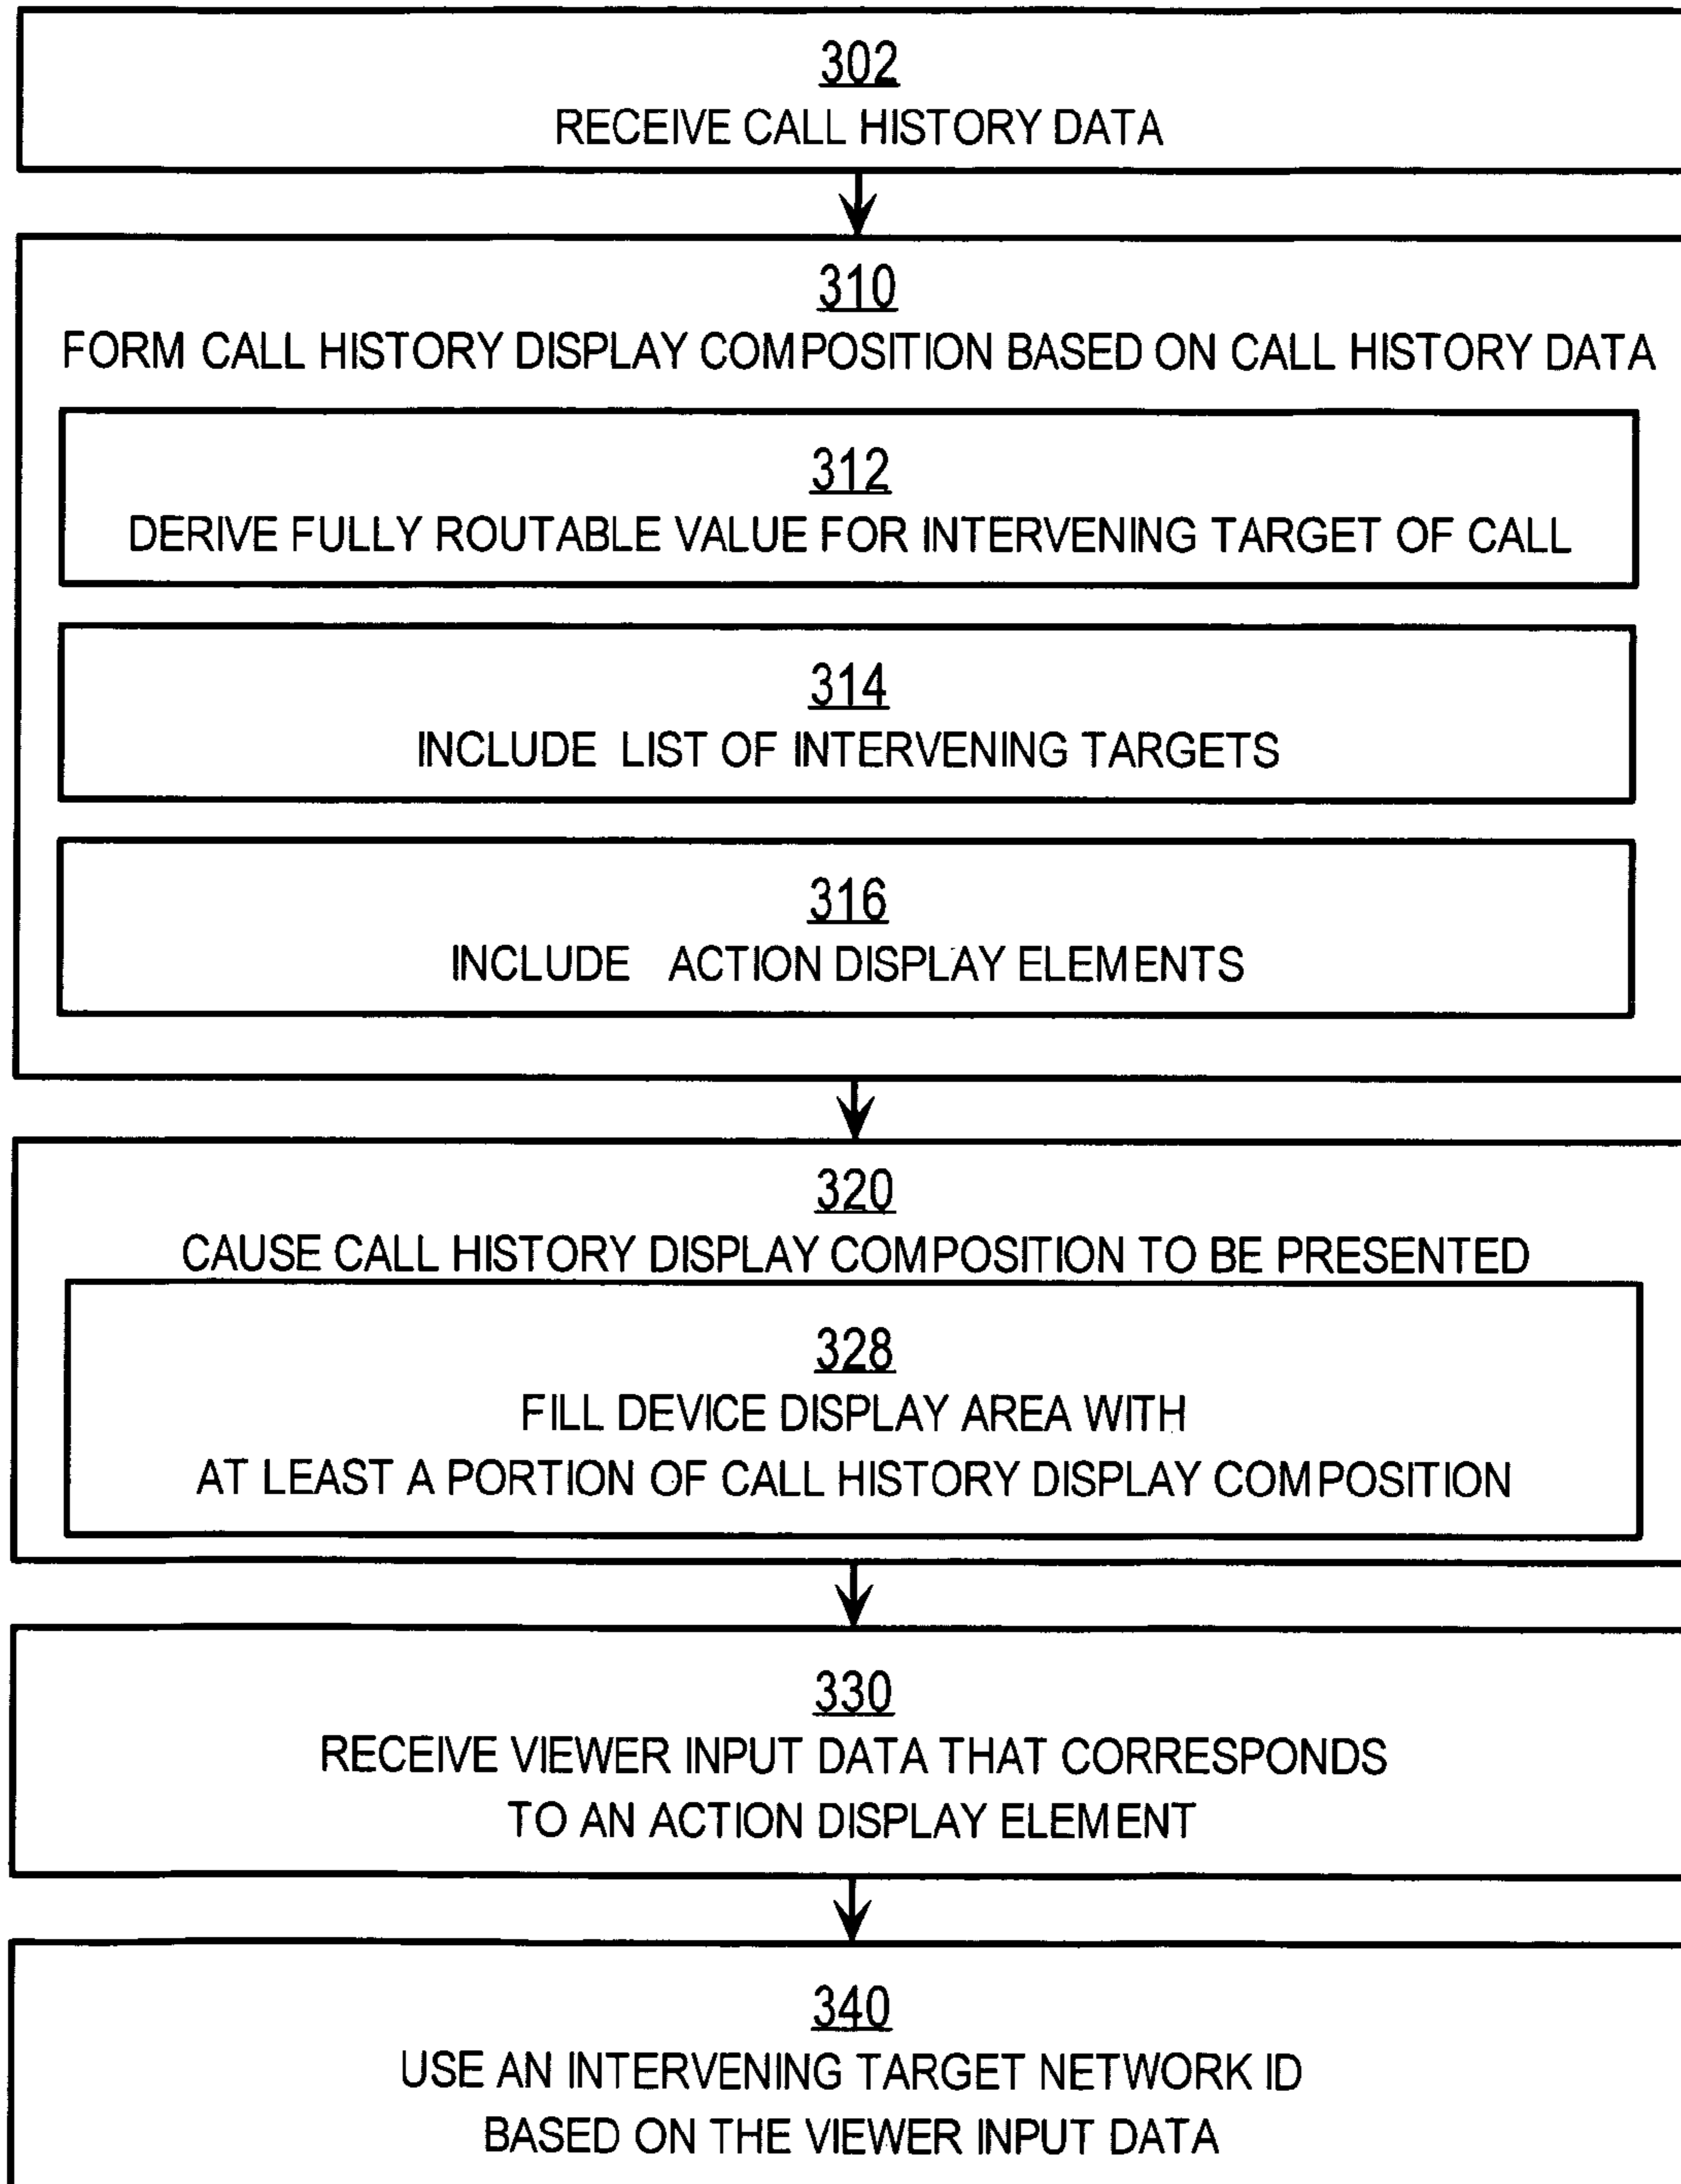 302
RECEIVE CALL HISTORY DATA
310
FORM CALL HISTORY DISPLAY COMPOSITION BASED ON CALL HISTORY DATA
312
DERIVE FULLY ROUTABLE VALUE FOR INTERVENING TARGET OF CALL
314
INCLUDE LIST OF INTERVENING TARGETS
316
INCLUDE ACTION DISPLAY ELEMENTS
320
CAUSE CALL HISTORY DISPLAY COMPOSITION TO BE PRESENTED
328
FILL DEVICE DISPLAY AREA WITH
AT LEAST A PORTION OF CALL HISTORY DISPLAY COMPOSITION
330
RECEIVE VIEWER INPUT DATA THAT CORRESPONDS
TO AN ACTION DISPLAY ELEMENT
340
USE AN INTERVENING TARGET NETWORK ID
BASED ON THE VIEWER INPUT DATA